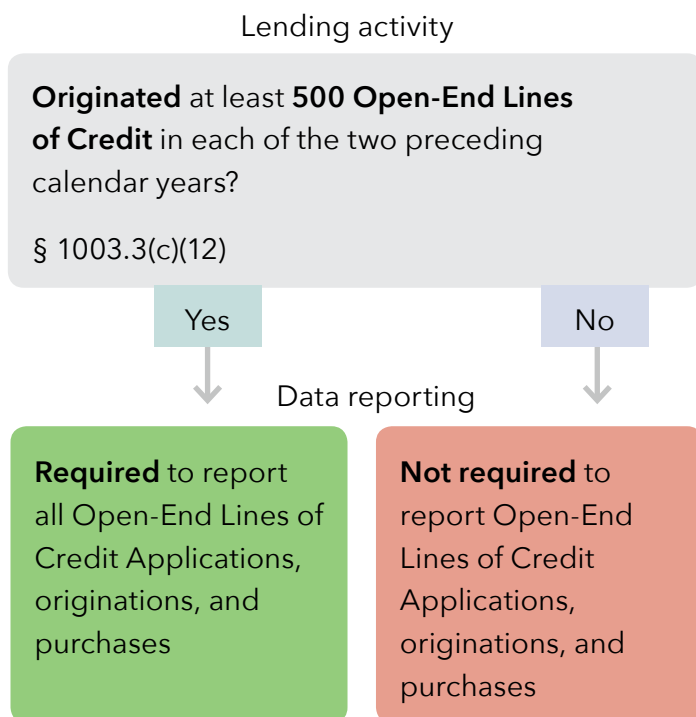 Lending activity
Originated at least 500 Open-End Lines
of Credit in each of the two preceding
calendar years?
§ 1003.3(c)(12)
Yes
No
Data reporting
Required to report
all Open-End Lines of
Credit Applications,
originations, and
purchases
Not required to
report Open-End
Lines of Credit
Applications,
originations, and
purchases